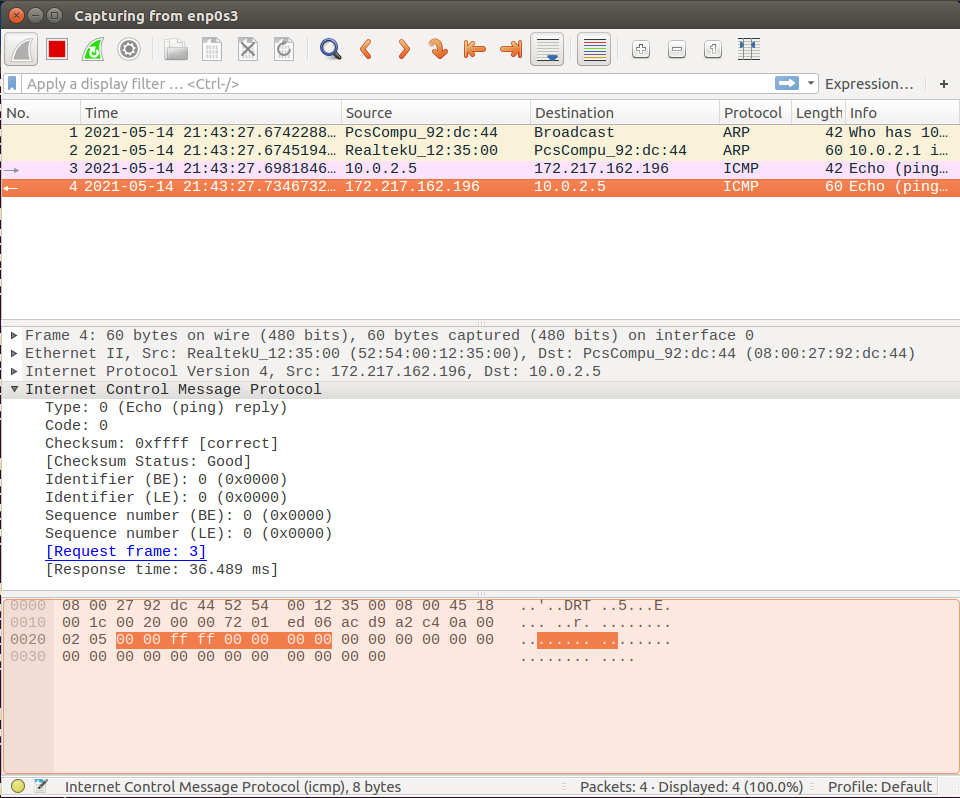 Capturing from enp0s3
Apply a display filter … <Ctrl-/>
Expression…
+
No. Time Source Destination Protocol Length Info
1 2021-05-14 21:43:27.6742288… PcsCompu_92:dc:44 Broadcast ARP 42 Who has 10…
2 2021-05-14 21:43:27.6745194… RealtekU_12:35:00 PcsCompu_92:dc:44 ARP 60 10.0.2.1 i…
3 2021-05-14 21:43:27.6981846… 10.0.2.5 172.217.162.196 ICMP 42 Echo (ping…
4 2021-05-14 21:43:27.7346732… 172.217.162.196 10.0.2.5 ICMP 60 Echo (ping…
Frame 4: 60 bytes on wire (480 bits), 60 bytes captured (480 bits) on interface 0
Ethernet II, Src: RealtekU_12:35:00 (52:54:00:12:35:00), Dst: PcsCompu_92:dc:44 (08:00:27:92:dc:44)
Internet Protocol Version 4, Src: 172.217.162.196, Dst: 10.0.2.5
Internet Control Message Protocol
Type: 0 (Echo (ping) reply)
Code: 0
Checksum: 0xffff [correct]
[Checksum Status: Good]
Identifier (BE): 0 (0x0000)
Identifier (LE): 0 (0x0000)
Sequence number (BE): 0 (0x0000)
Sequence number (LE): 0 (0x0000)
[Request frame: 3]
[Response time: 36.489 ms]
0000 08 00 27 92 dc 44 52 54 00 12 35 00 08 00 45 18 ..'..DRT ..5...E.
0010 00 1c 00 20 00 00 72 01 ed 06 ac d9 a2 c4 0a 00 ... ..r. ........
0020 02 05 00 00 ff ff 00 00 00 00 00 00 00 00 00 00 ........ ........
0030 00 00 00 00 00 00 00 00 00 00 00 00 ........ ....
Internet Control Message Protocol (icmp), 8 bytes
Packets: 4 · Displayed: 4 (100.0%)
Profile: Default